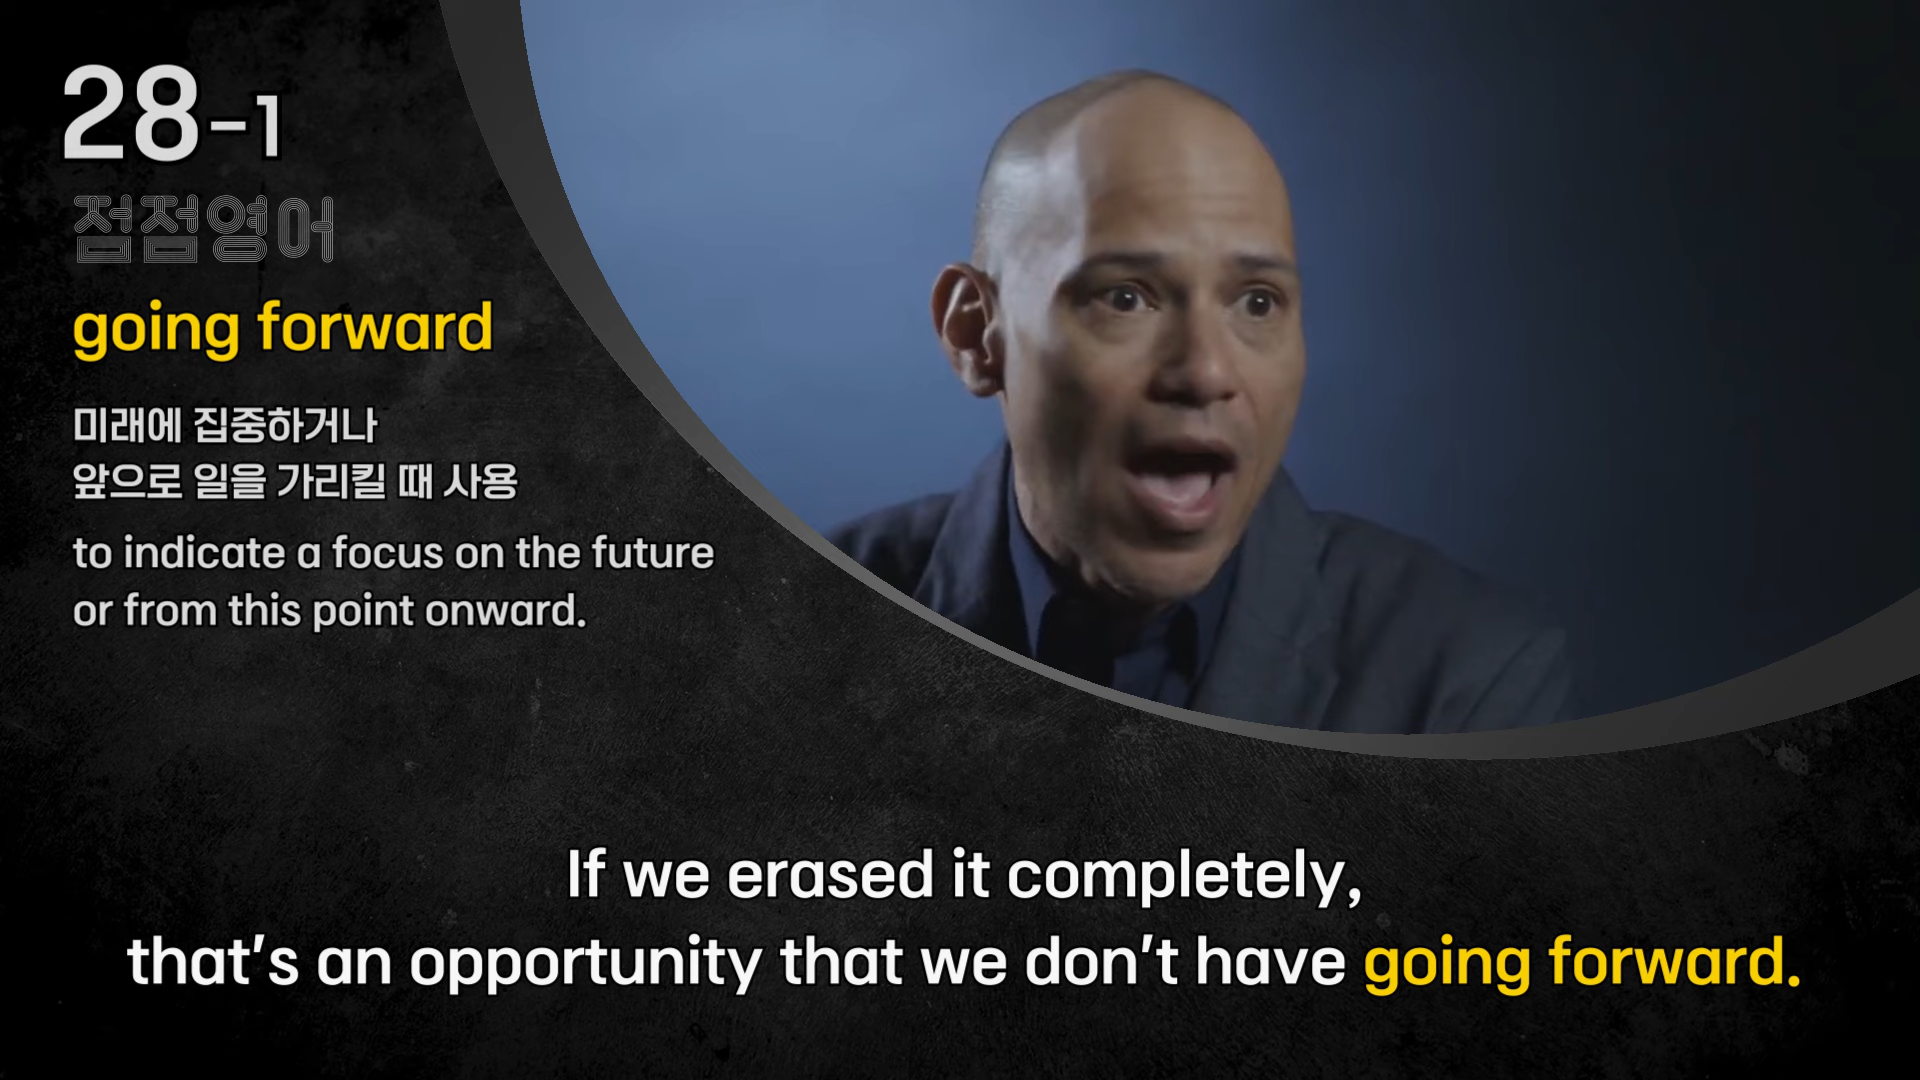 28-1
점점영어
going forward
미래에 집중하거나
앞으로 일을 가리킬 때 사용
to indicate a focus on the future
or from this point onward.
If we erased it completely,
that's an opportunity that we don't have going forward.